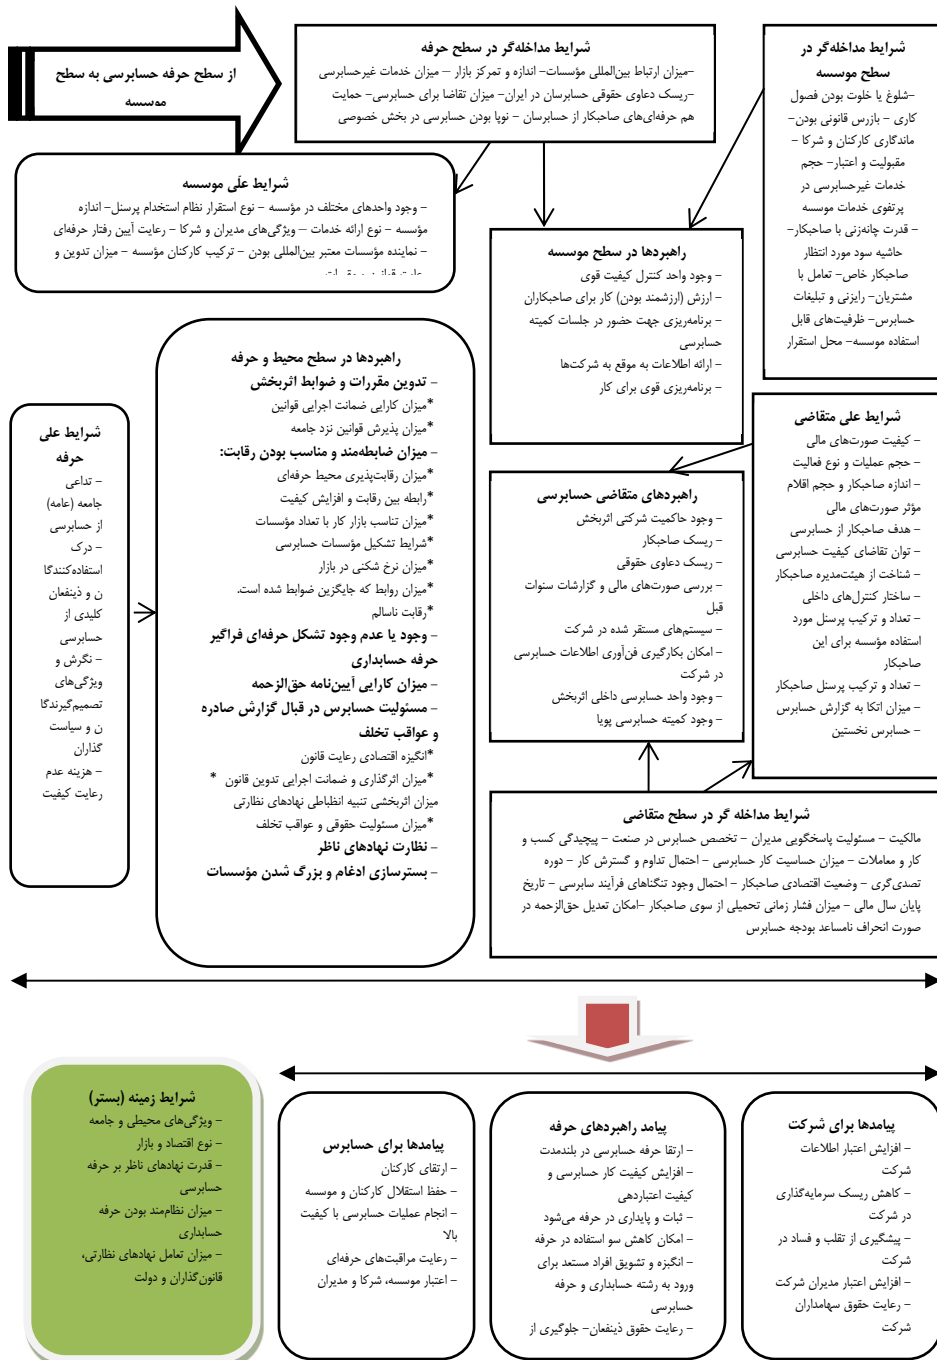 از سطح حرفه حسابرسی به سطح
موسسه
شرایط مداخله‌گر در سطح حرفه
-میزان ارتباط بین‌المللی مؤسسات- اندازه و تمرکز بازار – میزان خدمات غیرحسابرسی
-ریسک دعاوی حقوقی حسابرسان در ایران- میزان تقاضا برای حسابرسی- حمایت
هم حرفه‌ای‌های صاحبکار از حسابرسان - نوپا بودن حسابرسی در بخش خصوصی
شرایط مداخله‌گر در
سطح موسسه
-شلوغ یا خلوت بودن فصول
کاری - بازرس قانونی بودن-
ماندگاری کارکنان و شرکا -
مقبولیت و اعتبار- حجم
خدمات غیرحسابرسی در
پرتفوی خدمات موسسه
- قدرت چانه‌زنی با صاحبکار-
حاشیه سود مورد انتظار
صاحبکار خاص- تعامل با
مشتریان- رایزنی و تبلیغات
حسابرس- ظرفیت‌های قابل
استفاده موسسه- محل استقرار
شرایط علّی موسسه
- وجود واحدهای مختلف در مؤسسه - نوع استقرار نظام استخدام پرسنل- اندازه
مؤسسه - نوع ارائه خدمات – ویژگی‌های مدیران و شرکا - رعایت آیین رفتار حرفه‌ای
- نماینده مؤسسات معتبر بین‌المللی بودن - ترکیب کارکنان مؤسسه - میزان تدوین و
راهبردها در سطح موسسه
- وجود واحد کنترل کیفیت قوی
- ارزش (ارزشمند بودن) کار برای صاحبکاران
- برنامه‌ریزی جهت حضور در جلسات کمیته
حسابرسی
- ارائه اطلاعات به موقع به شرکت‌ها
- برنامه‌ریزی قوی برای کار
راهبردها در سطح محیط و حرفه
- تدوین مقررات و ضوابط اثربخش
*میزان کارایی ضمانت اجرایی قوانین
*میزان پذیرش قوانین نزد جامعه
- میزان ضابطه‌مند و مناسب بودن رقابت:
*میزان رقابت‌پذیری محیط حرفه‌ای
*رابطه بین رقابت و افزایش کیفیت
*میزان تناسب بازار کار با تعداد مؤسسات
*شرایط تشکیل مؤسسات حسابرسی
*میزان نرخ شکنی در بازار
*میزان روابط که جایگزین ضوابط شده است.
*رقابت ناسالم
- وجود یا عدم وجود تشکل حرفه‌ای فراگیر
حرفه حسابداری
- میزان کارایی آیین‌نامه حق‌الزحمه
- مسئولیت حسابرس در قبال گزارش صادره
و عواقب تخلف
*انگیزه اقتصادی رعایت قانون
*میزان اثرگذاری و ضمانت اجرایی تدوین قانون *
میزان اثربخشی تنبیه انظباطی نهادهای نظارتی
*میزان مسئولیت حقوقی و عواقب تخلف
- نظارت نهادهای ناظر
- بسترسازی ادغام و بزرگ شدن مؤسسات
شرایط علی
حرفه
- تداعی
جامعه (عامه)
از حسابرسی
- درک
استفاده‌کنندگا
ن و ذینفعان
کلیدی از
حسابرسی
- نگرش و
ویژگی‌های
تصمیم‌گیرندگا
ن و سیاست
گذاران
- هزینه عدم
رعایت کیفیت
شرایط علی متقاضی
- کیفیت صورت‌های مالی
- حجم عملیات و نوع فعالیت
- اندازه صاحبکار و حجم اقلام
مؤثر صورت‌های مالی
- هدف صاحبکار از حسابرسی
- توان تقاضای کیفیت حسابرسی
- شناخت از هیئت‌مدیره صاحبکار
- ساختار کنترل‌های داخلی
- تعداد و ترکیب پرسنل مورد
استفاده مؤسسه برای این
صاحبکار
- تعداد و ترکیب پرسنل صاحبکار
- میزان اتکا به گزارش حسابرس
- حسابرس نخستین
راهبردهای متقاضی حسابرسی
- وجود حاکمیت شرکتی اثربخش
- ریسک صاحبکار
- ریسک دعاوی حقوقی
- بررسی صورت‌های مالی و گزارشات سنوات
قبل
- سیستم‌های مستقر شده در شرکت
- امکان بکارگیری فن‌آوری اطلاعات حسابرسی
در شرکت
- وجود واحد حسابرسی داخلی اثربخش
- وجود کمیته حسابرسی پویا
شرایط مداخله گر در سطح متقاضی
مالکیت - مسئولیت پاسخگویی مدیران - تخصص حسابرس در صنعت - پیچیدگی کسب و
کار و معاملات - میزان حساسیت کار حسابرسی - احتمال تداوم و گسترش کار - دوره
تصدی‌گری - وضعیت اقتصادی صاحبکار - احتمال وجود تنگناهای فرآیند سابرسی - تاریخ
پایان سال مالی - میزان فشار زمانی تحمیلی از سوی صاحبکار -امکان تعدیل حق‌الزحمه در
صورت انحراف نامساعد بودجه حسابرس
شرایط زمینه (بستر)
- ویژگی‌های محیطی و جامعه
- نوع اقتصاد و بازار
- قدرت نهادهای ناظر بر حرفه
حسابرسی
- میزان نظام‌مند بودن حرفه
حسابداری
- میزان تعامل نهادهای نظارتی،
قانون‌گذاران و دولت
پیامدها برای حسابرس
- ارتقای کارکنان
- حفظ استقلال کارکنان و موسسه
- انجام عملیات حسابرسی با کیفیت
بالا
- رعایت مراقبت‌های حرفه‌ای
- اعتبار موسسه، شرکا و مدیران
پیامد راهبردهای حرفه
- ارتقا حرفه حسابرسی در بلندمدت
- افزایش کیفیت کار حسابرسی و
کیفیت اعتباردهی
- ثبات و پایداری در حرفه می‌شود
- امکان کاهش سو استفاده در حرفه
- انگیزه و تشویق افراد مستعد برای
ورود به رشته حسابداری و حرفه
حسابرسی
- رعایت حقوق ذینفعان- جلوگیری از
پیامدها برای شرکت
- افزایش اعتبار اطلاعات
شرکت
- کاهش ریسک سرمایه‌گذاری
در شرکت
- پیشگیری از تقلب و فساد در
شرکت
- افزایش اعتبار مدیران شرکت
- رعایت حقوق سهامداران
شرکت